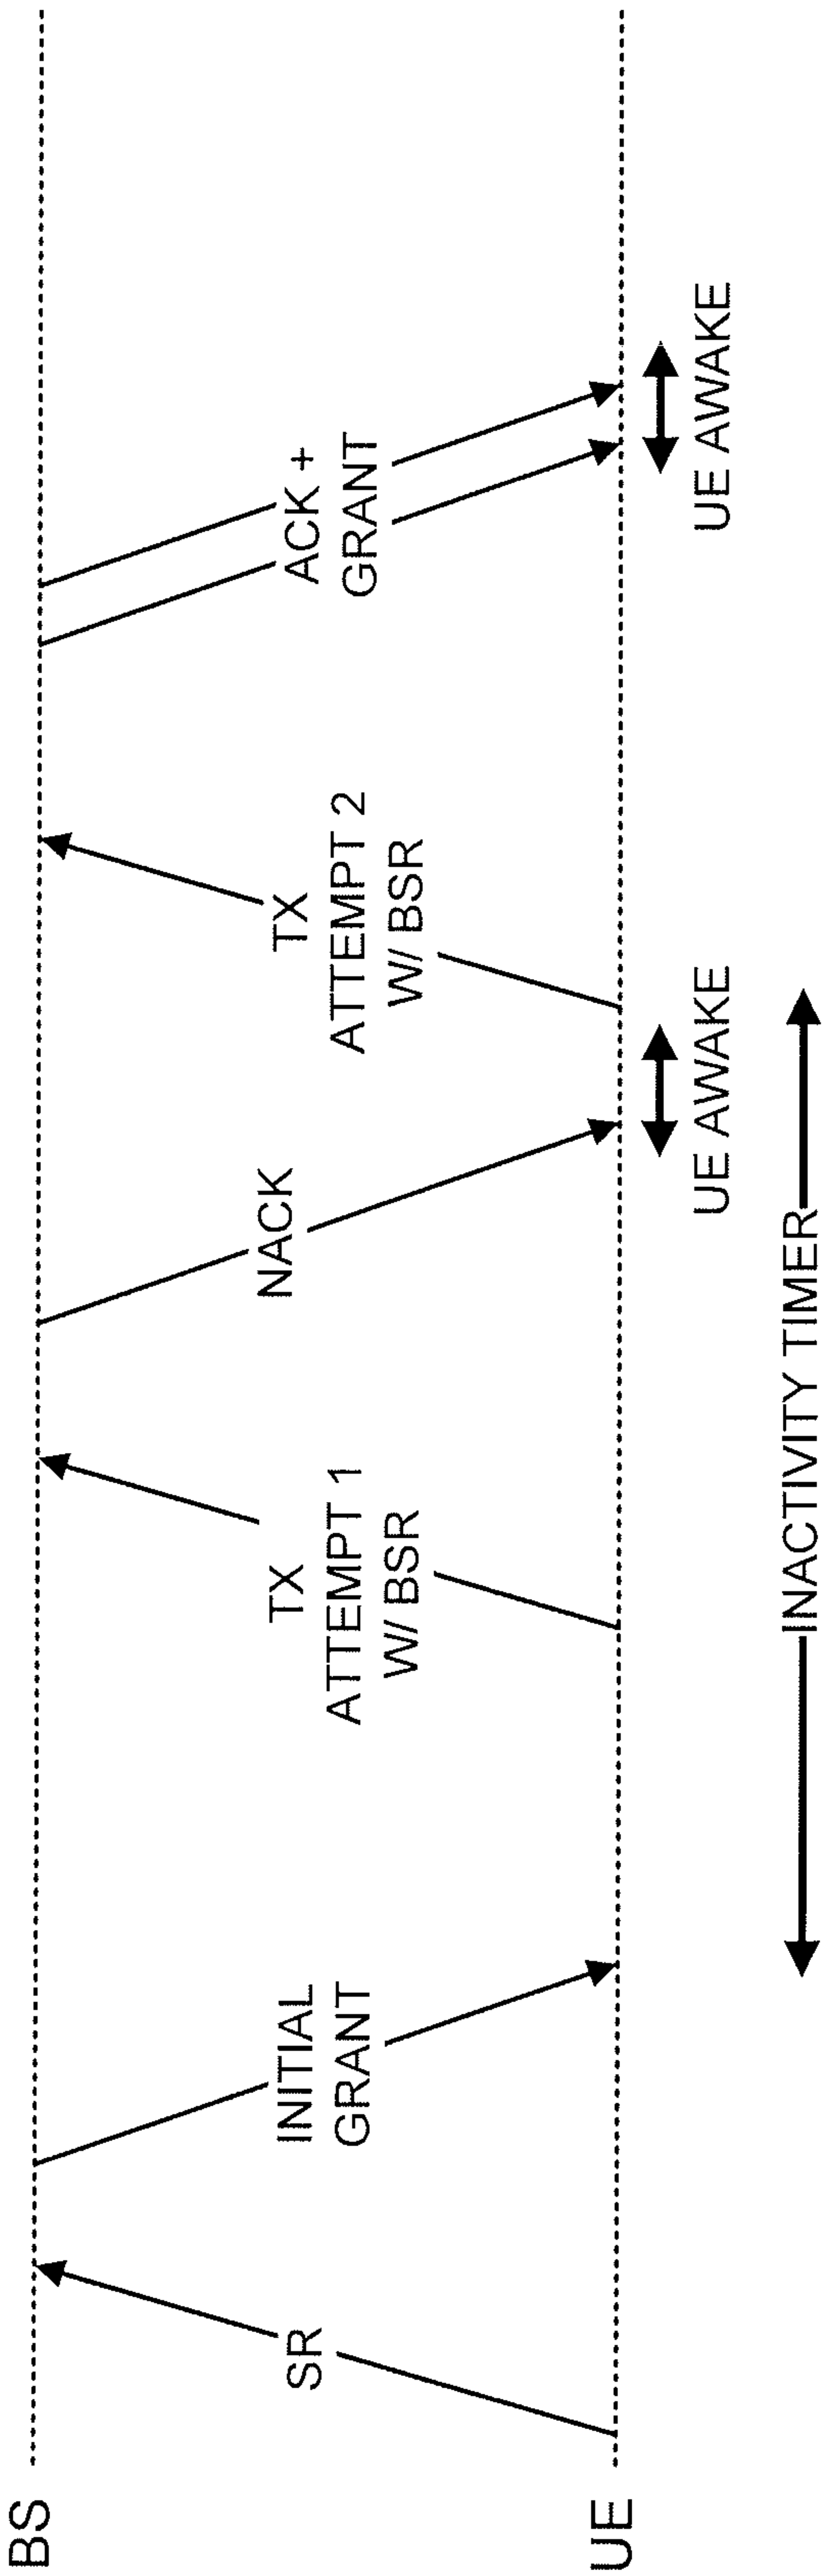 BS
SR
INITIAL
GRANT
TX
ATTEMPT 1
W/ BSR
NACK
TX
ATTEMPT 2
W/ BSR
ACK +
GRANT
UE
UE AWAKE
UE AWAKE
INACTIVITY TIMER